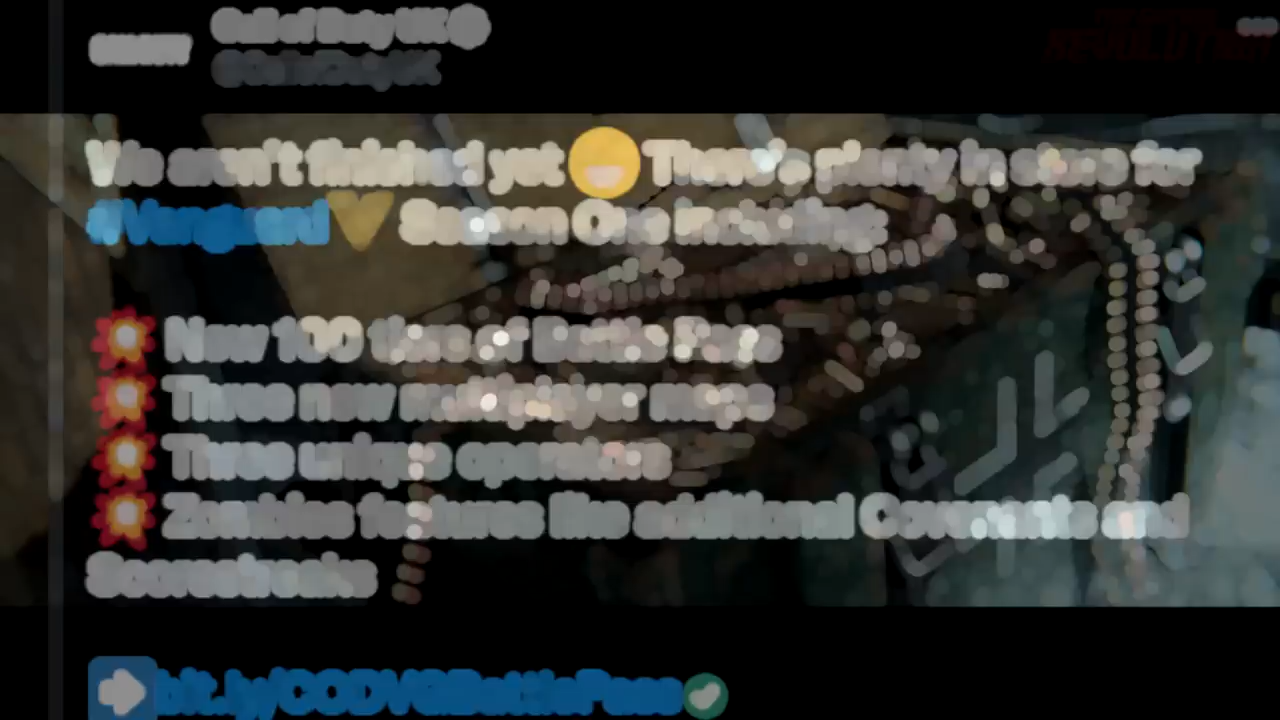 Call of Duty UK
@CallofDutyUK
REVOLUTION
We aren't finished yet There's plenty in store for
#Vanguard Season One including:
New 100 tiers of Battle Pass
Three new multiplayer maps
Three unique operators
Zombies features like additional Covenants and
bit.ly/CODVGBattlePass